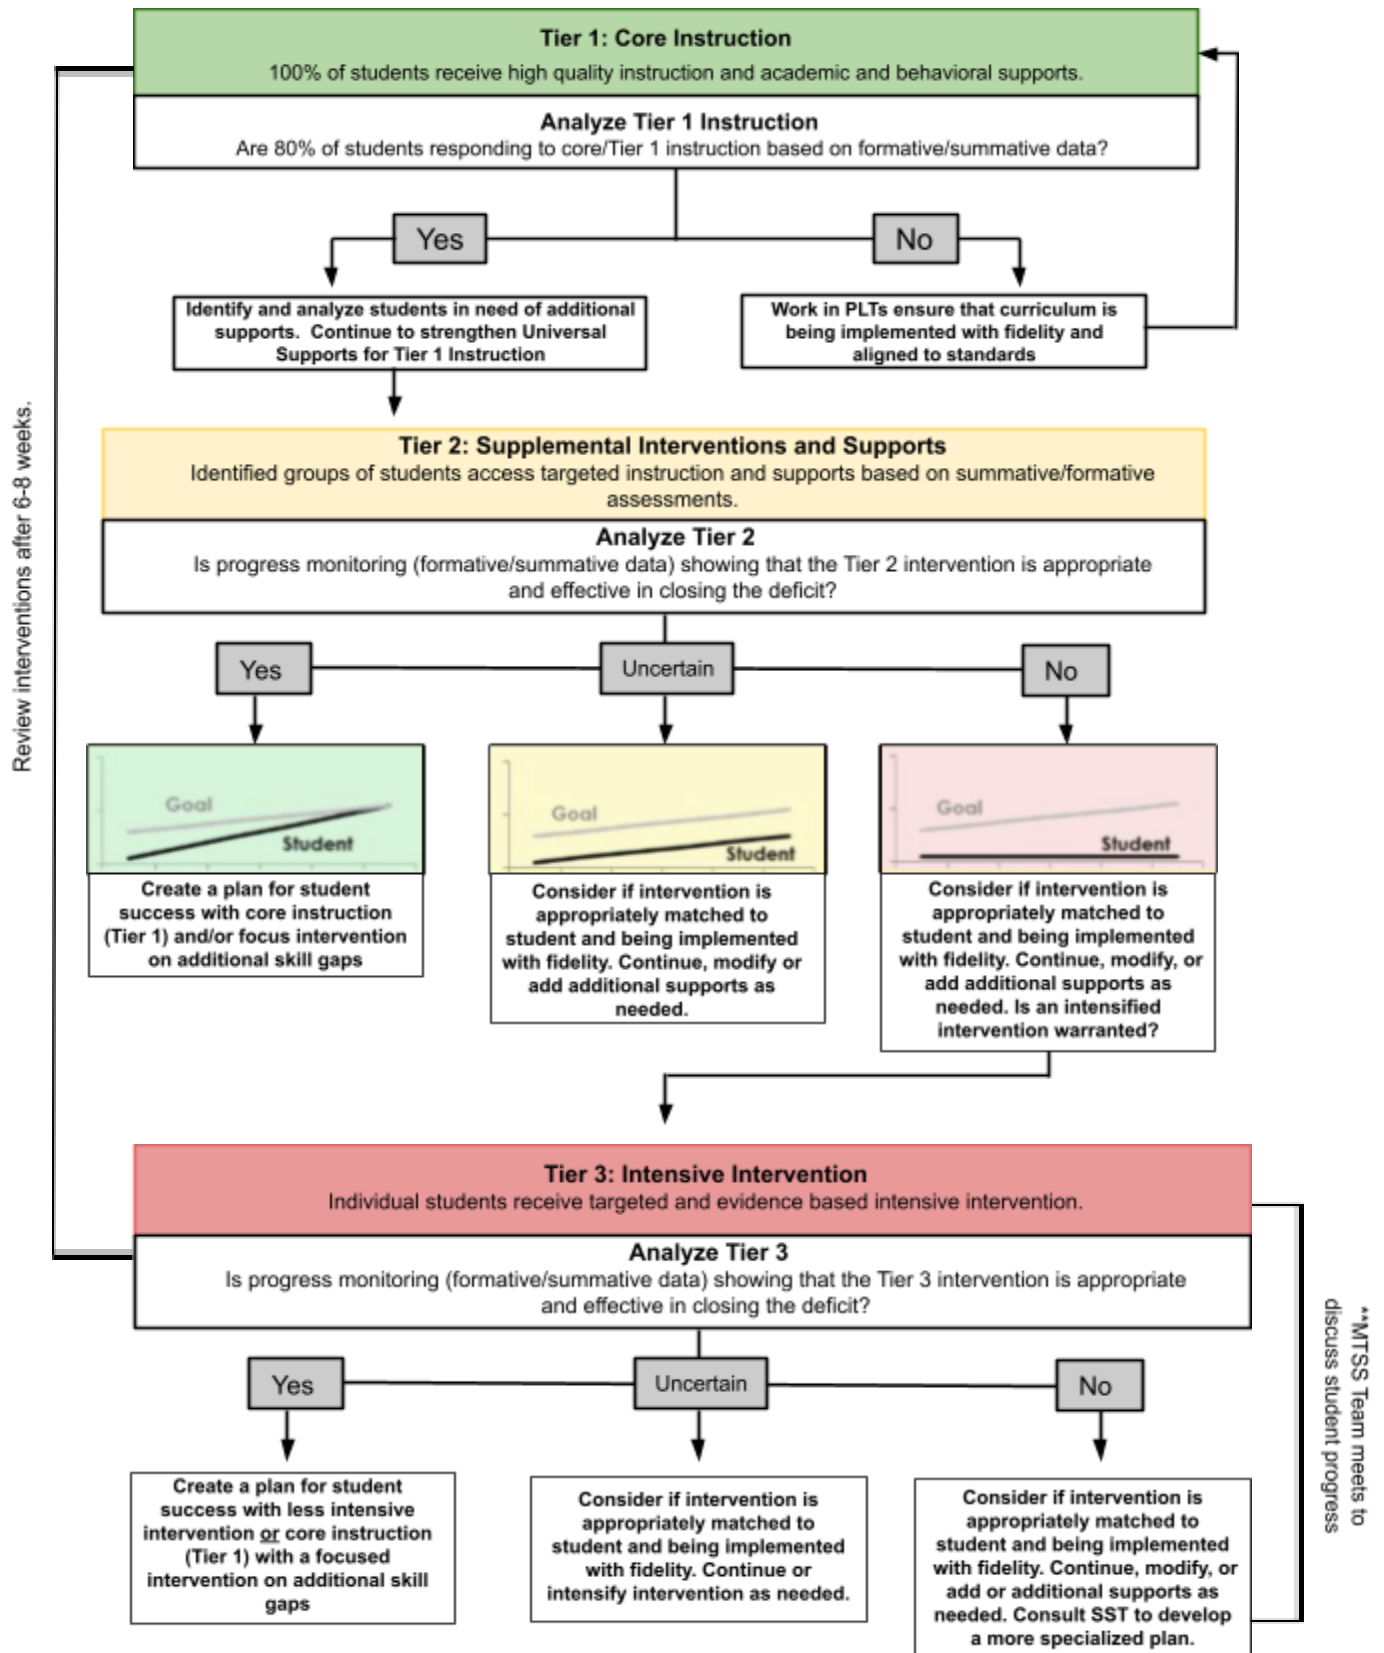 Tier 1: Core Instruction
100% of students receive high quality instruction and academic and behavioral supports.
Analyze Tier 1 Instruction
Are 80% of students responding to core/Tier 1 instruction based on formative/summative data?
Yes
No
Identify and analyze students in need of additional
supports. Continue to strengthen Universal
Supports for Tier 1 Instruction
Work in PLTs ensure that curriculum is
being implemented with fidelity and
aligned to standards
Review interventions after 6-8 weeks.
Tier 2: Supplemental Interventions and Supports
Identified groups of students access targeted instruction and supports based on summative/formative
assessments.
Analyze Tier 2
Is progress monitoring (formative/summative data) showing that the Tier 2 intervention is appropriate
and effective in closing the deficit?
Yes
Uncertain
No
Goal
Student
Goal
Student
Goal
Student
Create a plan for student
success with core instruction
(Tier 1) and/or focus intervention
on additional skill gaps
Consider if intervention is
appropriately matched to
student and being implemented
with fidelity. Continue, modify or
add additional supports as
needed.
Consider if intervention is
appropriately matched to
student and being implemented
with fidelity. Continue, modify, or
add additional supports as
needed. Is an intensified
intervention warranted?
Tier 3: Intensive Intervention
Individual students receive targeted and evidence based intensive intervention.
Analyze Tier 3
Is progress monitoring (formative/summative data) showing that the Tier 3 intervention is appropriate
and effective in closing the deficit?
**MTSS Team meets to
discuss student progress
Yes
Uncertain
No
Create a plan for student
success with less intensive
intervention or core instruction
(Tier 1) with a focused
intervention on additional skill
gaps
Consider if intervention is
appropriately matched to
student and being implemented
with fidelity. Continue or
intensify intervention as needed.
Consider if intervention is
appropriately matched to
student and being implemented
with fidelity. Continue, modify, or
add or additional supports as
needed. Consult SST to develop
a more specialized plan.